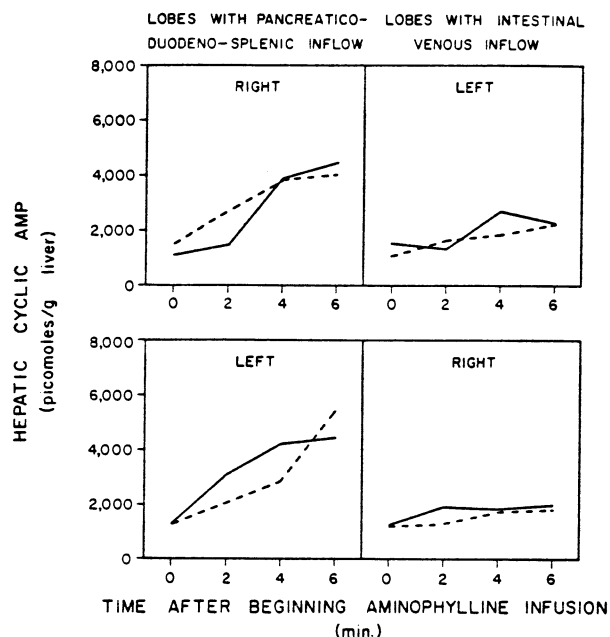 LOBES WITH PANCREATICO-
DUODENO-SPLENIC INFLOW
LOBES WITH INTESTINAL
VENOUS INFLOW
HEPATIC CYCLIC AMP
(picomoles/g liver)
8,000
6,000
4,000
2,000
0
RIGHT
0 2 4 6
LEFT
0 2 4 6
8,000
6,000
4,000
2,000
0
LEFT
0 2 4 6
RIGHT
0 2 4 6
TIME AFTER BEGINNING AMINOPHYLLINE INFUSION
(min.)